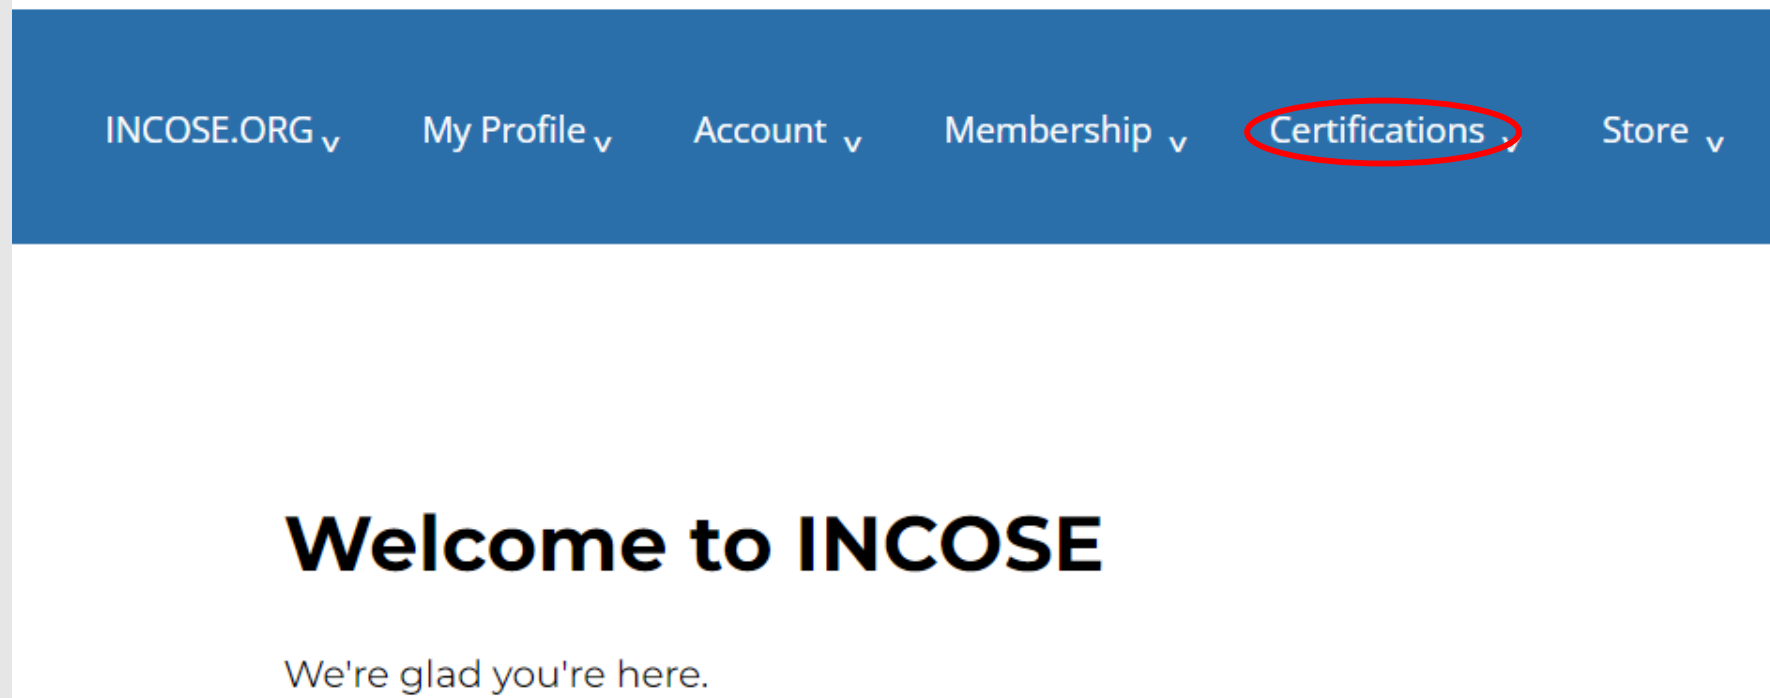 INCOSE.ORG v My Profile v Account v Membership v Certifications v Store v
Welcome to INCOSE
We're glad you're here.